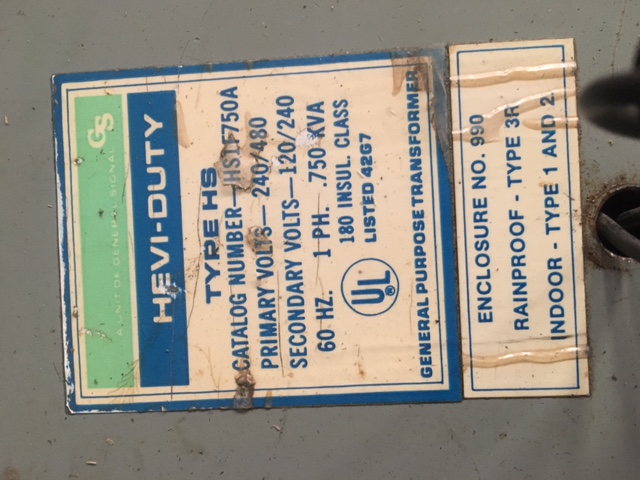 GS
A UNIT OF GENERAL SIGNAL
HEVI-DUTY
TYPE HS
CATALOG NUMBER—HS1F750A
PRIMARY VOLTS—240/480
SECONDARY VOLTS—120/240
60 HZ. 1 PH. .750 KVA
180 INSUL. CLASS
UL® LISTED 42G7
GENERAL PURPOSE TRANSFORMER
ENCLOSURE NO. 990
RAINPROOF - TYPE 3R
INDOOR - TYPE 1 AND 2